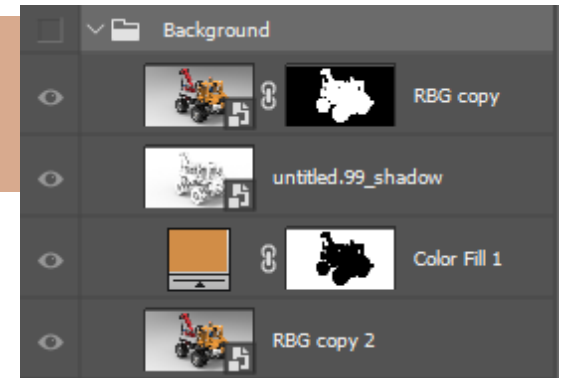 Background
RBG copy
untitled.99_shadow
Color Fill 1
RBG copy 2